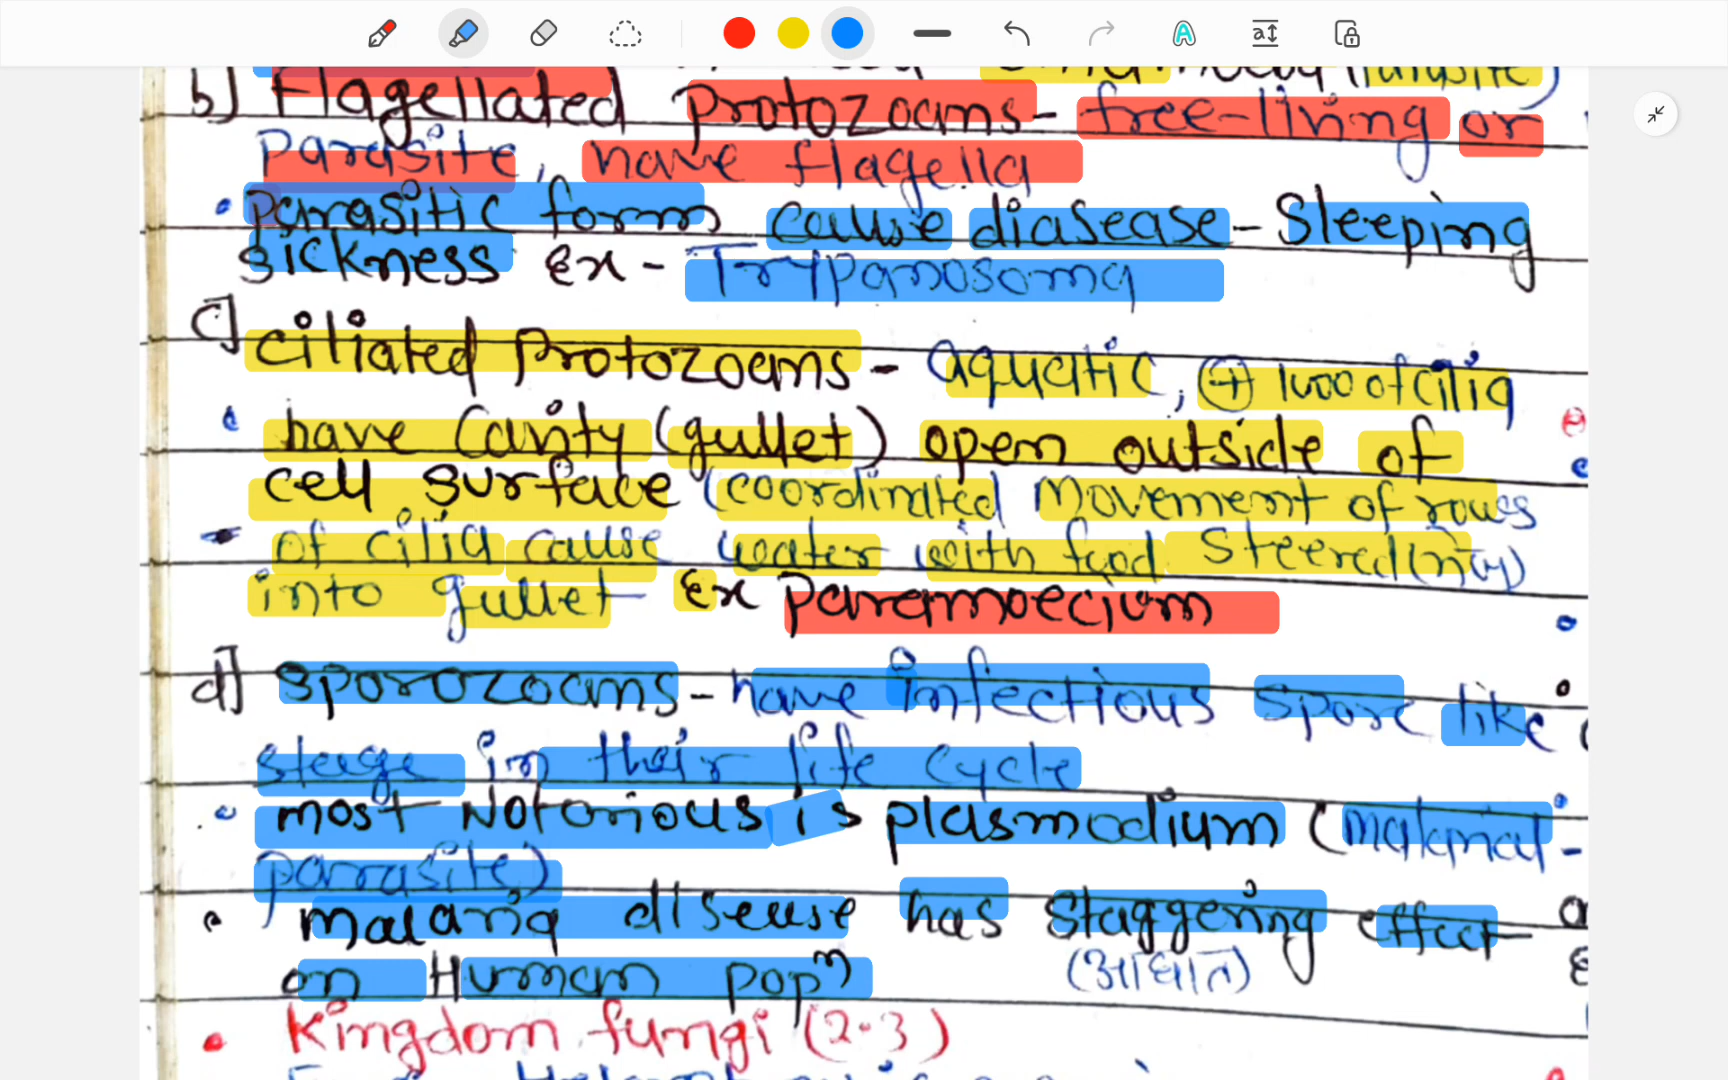 b] Flagellated protozoans - free-living or
Parasite, have flagella
• Parasitic form cause diasease - Sleeping
sickness Ex - Trypanosoma
c] ciliated Protozoans - Aquatic, (+) 1000 of cilia
• have Cavity (gullet) open outside of
cell surface (coordinated Movement of rows
- of cilia cause water with food Steered
into gullet Ex Paramoecium
d] Sporozoans - have infectious spore like
stage in their life cycle
• most Notorious is plasmodium (malarial-
parasite)
• malaria disease has staggering effect
on Human popⁿ (आघात)
• Kingdom fungi (2.3)